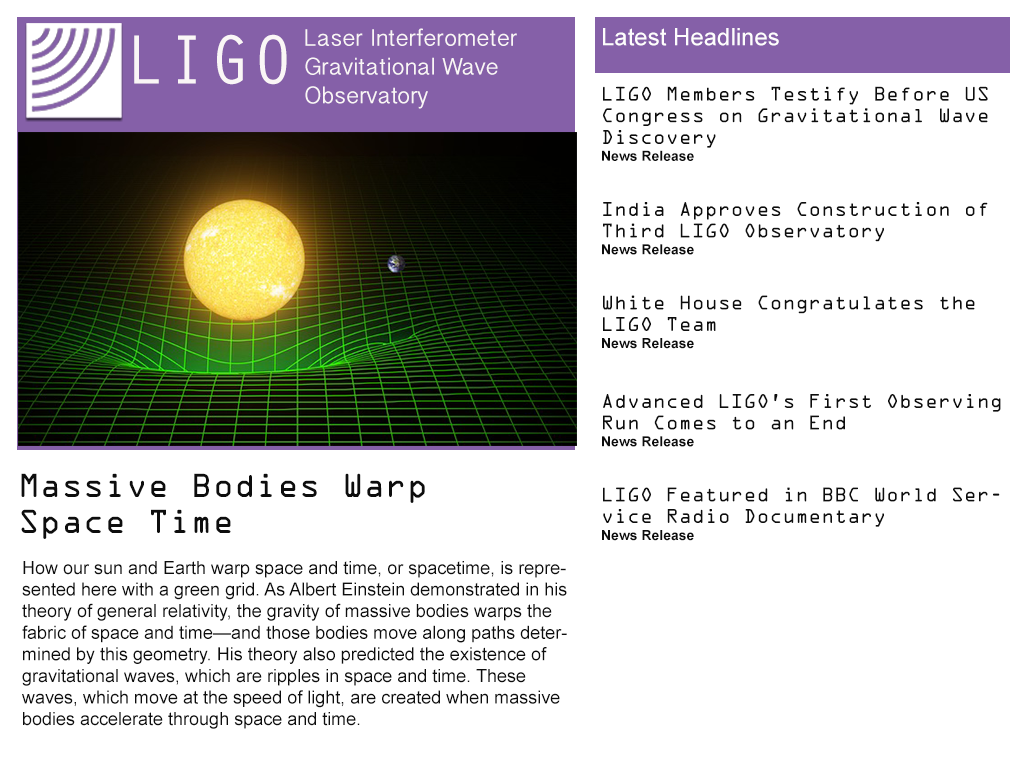 LIGO
Laser Interferometer
Gravitational Wave
Observatory
Massive Bodies Warp
Space Time
How our sun and Earth warp space and time, or spacetime, is repre-
sented here with a green grid. As Albert Einstein demonstrated in his
theory of general relativity, the gravity of massive bodies warps the
fabric of space and time—and those bodies move along paths deter-
mined by this geometry. His theory also predicted the existence of
gravitational waves, which are ripples in space and time. These
waves, which move at the speed of light, are created when massive
bodies accelerate through space and time.
Latest Headlines
LIGO Members Testify Before US
Congress on Gravitational Wave
Discovery
News Release
India Approves Construction of
Third LIGO Observatory
News Release
White House Congratulates the
LIGO Team
News Release
Advanced LIGO's First Observing
Run Comes to an End
News Release
LIGO Featured in BBC World Ser-
vice Radio Documentary
News Release